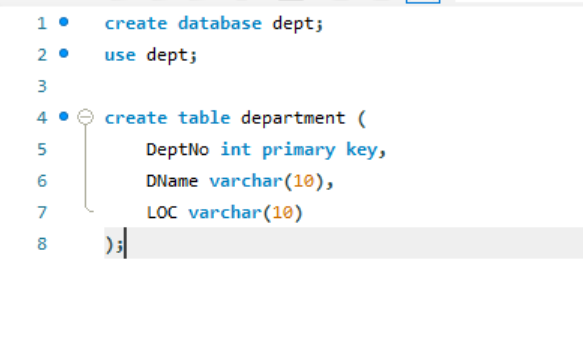 1 create database dept;
2 use dept;
3
4 create table department (
5 DeptNo int primary key,
6 DName varchar(10),
7 LOC varchar(10)
8 );